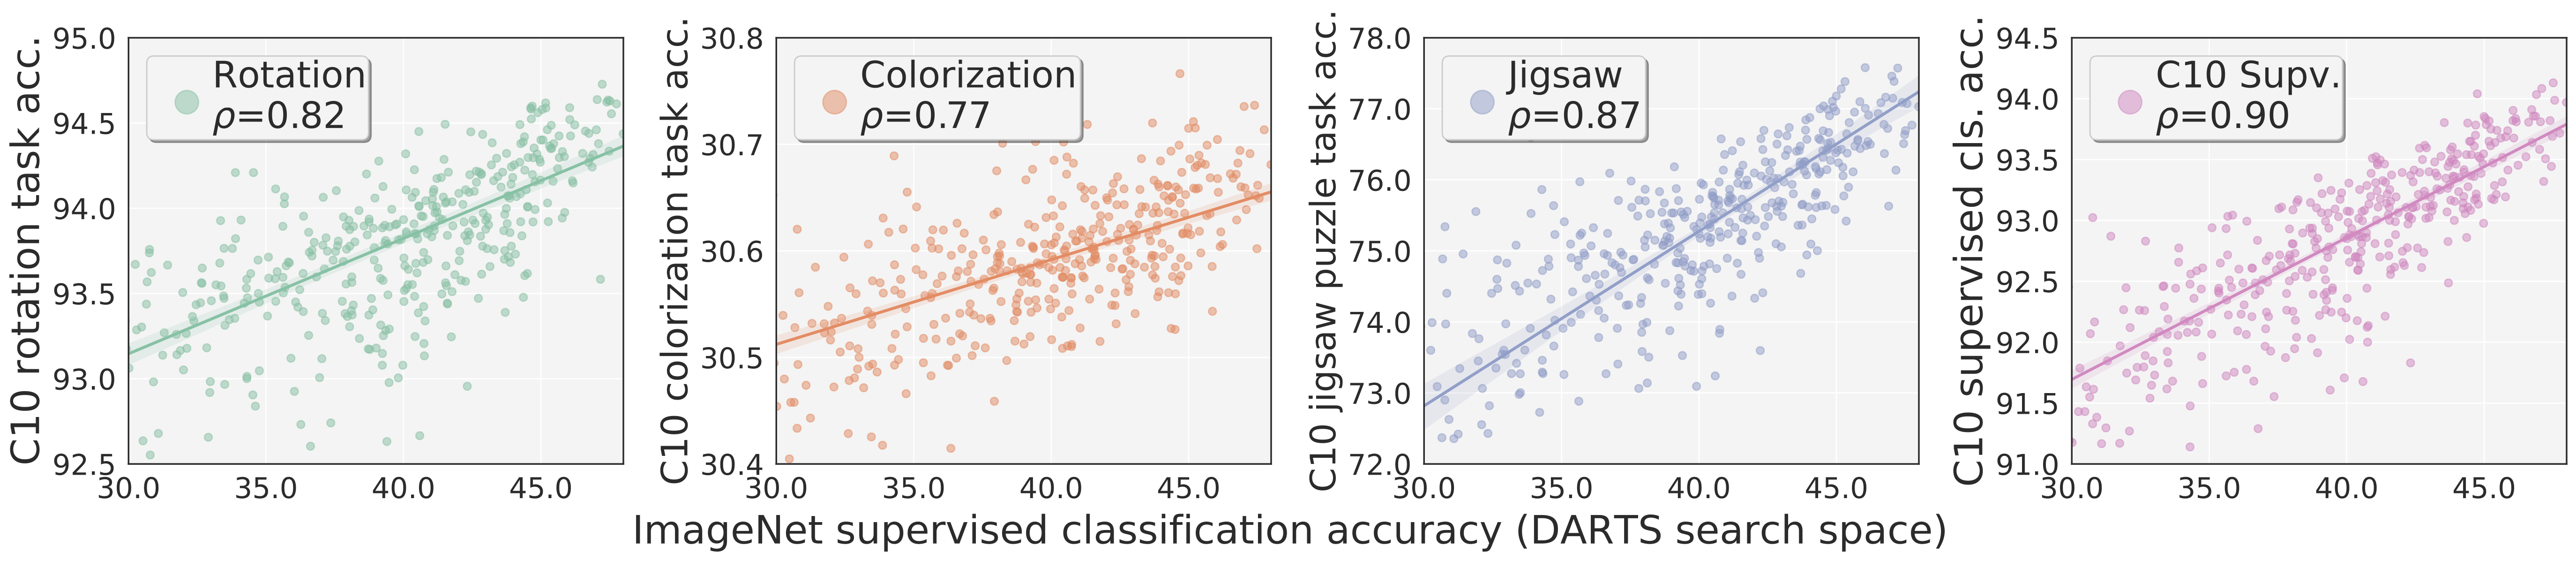 C10 rotation task acc.
95.0
94.5
94.0
93.5
93.0
92.5
30.0 35.0 40.0 45.0
Rotation
ρ=0.82
C10 colorization task acc.
30.8
30.7
30.6
30.5
30.4
30.0 35.0 40.0 45.0
Colorization
ρ=0.77
C10 jigsaw puzzle task acc.
78.0
77.0
76.0
75.0
74.0
73.0
72.0
30.0 35.0 40.0 45.0
Jigsaw
ρ=0.87
C10 supervised cls. acc.
94.5
94.0
93.5
93.0
92.5
92.0
91.5
91.0
30.0 35.0 40.0 45.0
C10 Supv.
ρ=0.90
ImageNet supervised classification accuracy (DARTS search space)